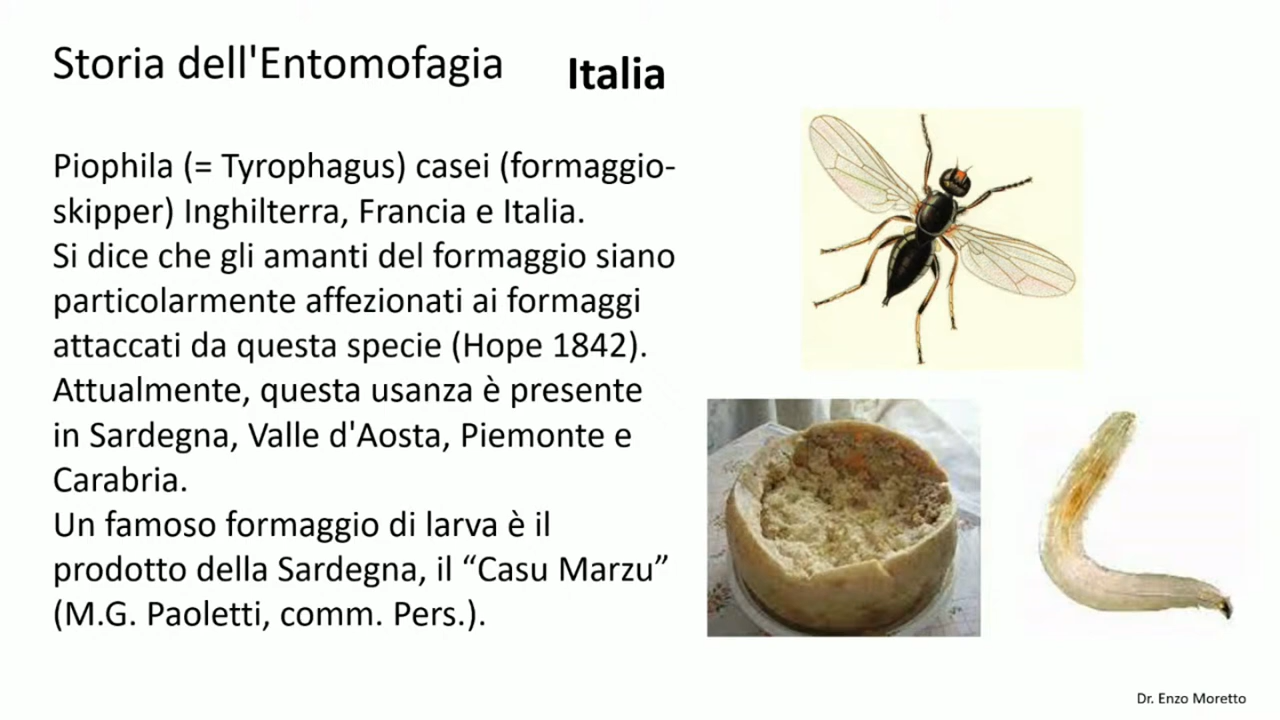 Storia dell'Entomofagia
Italia
Piophila (= Tyrophagus) casei (formaggio-
skipper) Inghilterra, Francia e Italia.
Si dice che gli amanti del formaggio siano
particolarmente affezionati ai formaggi
attaccati da questa specie (Hope 1842).
Attualmente, questa usanza è presente
in Sardegna, Valle d'Aosta, Piemonte e
Carabria.
Un famoso formaggio di larva è il
prodotto della Sardegna, il “Casu Marzu”
(M.G. Paoletti, comm. Pers.).
Dr. Enzo Moretto